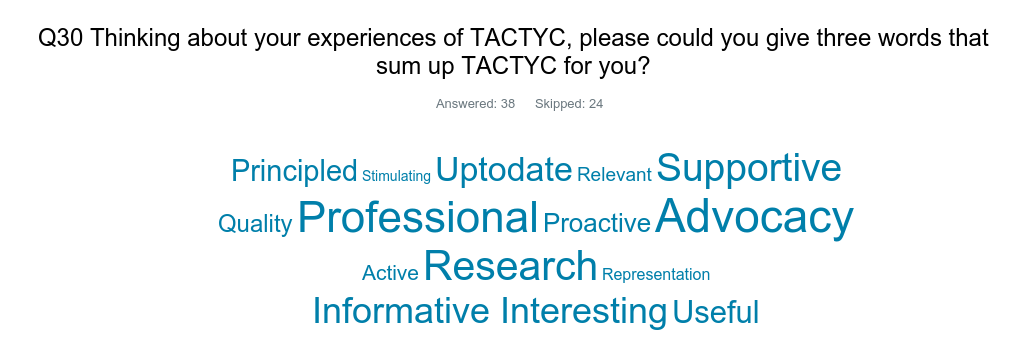 Q30 Thinking about your experiences of TACTYC, please could you give three words that
sum up TACTYC for you?
Answered: 38 Skipped: 24
Principled Stimulating Uptodate Relevant Supportive
Quality Professional Proactive Advocacy
Active Research Representation
Informative Interesting Useful